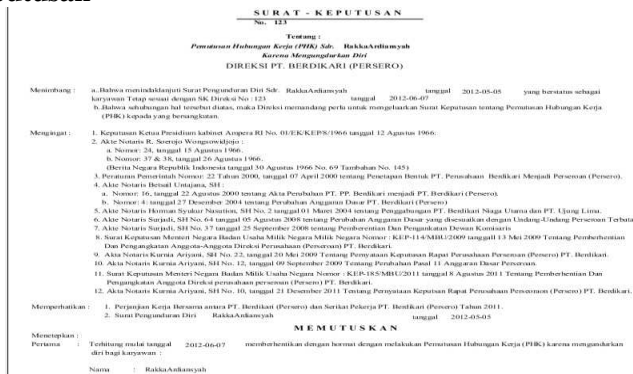 SURAT - KEPUTUSAN
No. 123
Tentang :
Pemutusan Hubungan Kerja (PHK) Sdr. RakkaArdiansyah
Karena Mengundurkan Diri
DIREKSI PT. BERDIKARI (PERSERO)
Menimbang : a. Bahwa menindaklanjuti Surat Pengunduran Diri Sdr. RakkaArdiansyah tanggal 2012-05-05 yang berstatus sebagai
karyawan Tetap sesuai dengan SK Direksi No : 123 tanggal 2012-06-07
b. Bahwa sehubungan hal tersebut diatas, maka Direksi memandang perlu untuk mengeluarkan Surat Keputusan tentang Pemutusan Hubungan Kerja
(PHK) kepada yang bersangkutan.
Mengingat : 1. Keputusan Ketua Presidium kabinet Ampera RI No. 01/EK/KEP/8/1966 tanggal 12 Agustus 1966.
2. Akte Notaris R. Soerojo Wongsowidjojo :
a. Nomor: 24, tanggal 15 Agustus 1966.
b. Nomor: 37 & 38, tanggal 26 Agustus 1966.
(Berita Negara Republik Indonesia tanggal 30 Agustus 1966 No. 69 Tambahan No. 145)
3. Peraturan Pemerintah Nomor: 22 Tahun 2000, tanggal 07 April 2000 tentang Penetapan Bentuk PT. Perusahaan Berdikari Menjadi Perseroan (Persero).
4. Akte Notaris Betsail Untajana, SH :
a. Nomor: 16, tanggal 22 Agustus 2000 tentang Akta Perubahan PT. PP. Berdikari menjadi PT. Berdikari (Persero).
b. Nomor: 4; tanggal 27 Desember 2004 tentang Perubahan Anggaran Dasar PT. Berdikari (Persero)
5. Akte Notaris Horman Syukur Nasution, SH No. 2 tanggal 01 Maret 2004 tentang Penggabungan PT. Berdikari Niaga Utama dan PT. Ujung Lima.
6. Akte Notaris Surjadi, SH No. 64 tanggal 05 Agustus 2008 tentang Perubahan Anggaran Dasar yang disesuaikan dengan Undang-Undang Perseroan Terbata
7. Akte Notaris Surjadi, SH No. 37 tanggal 25 September 2008 tentang Pemberentian Dan Pengankatan Dewan Komisaris
8. Surat Keputusan Menteri Negara Badan Usaha Milik Negara Milik Negara Nomor : KEP-114/MBU/2009 tanggall 13 Mei 2009 Tentang Pemberhentian
Dan Pengangkatan Anggota-Anggota Direksi Perusahaan (Perseroan) PT. Berdikari.
9. Akta Notaris Kurnia Ariyani, SH No. 22, tanggal 20 Mei 2009 Tentang Pernyataan Keputusan Rapat Perusahaan Perseroan (Persero) PT. Berdikari.
10. Akta Notaris Kurnia Ariyani, SH No. 12, tanggal 09 September 2009 Tentang Perubahan Pasal 11 Anggaran Dasar Perseroan.
11. Surat Keputusan Menteri Negara Badan Milik Usaha Negara Nomor : KEP-185/MBU/2011 tanggal 8 Agustus 2011 Tentang Pemberhentian Dan
Pengangkatan Anggota Direksi perusahaan perseroan (Persero) PT. Berdikari.
12. Akta Notaris Kurnia Ariyani, SH No. 10, tanggal 21 Desember 2011 Tentang Pernyataan Keputusan Rapat Perusahaan Perseroan (Persero) PT. Berdikari.
Memperhatikan : 1. Perjanjian Kerja Bersama antara PT. Berdikari (Persero) dan Serikat Pekerja PT. Berdikari (Persero) Tahun 2011.
2. Surat Pengunduran Diri RakkaArdiansyah tanggal 2012-05-05
MEMUTUSKAN
Menetepkan :
Pertama : Terhitung mulai tanggal 2012-06-07 memberhentikan dengan hormat dengan melakukan Pemutusan Hubungan Kerja (PHK) karena mengundurkan
diri bagi karyawan :
Nama : RakkaArdiansyah